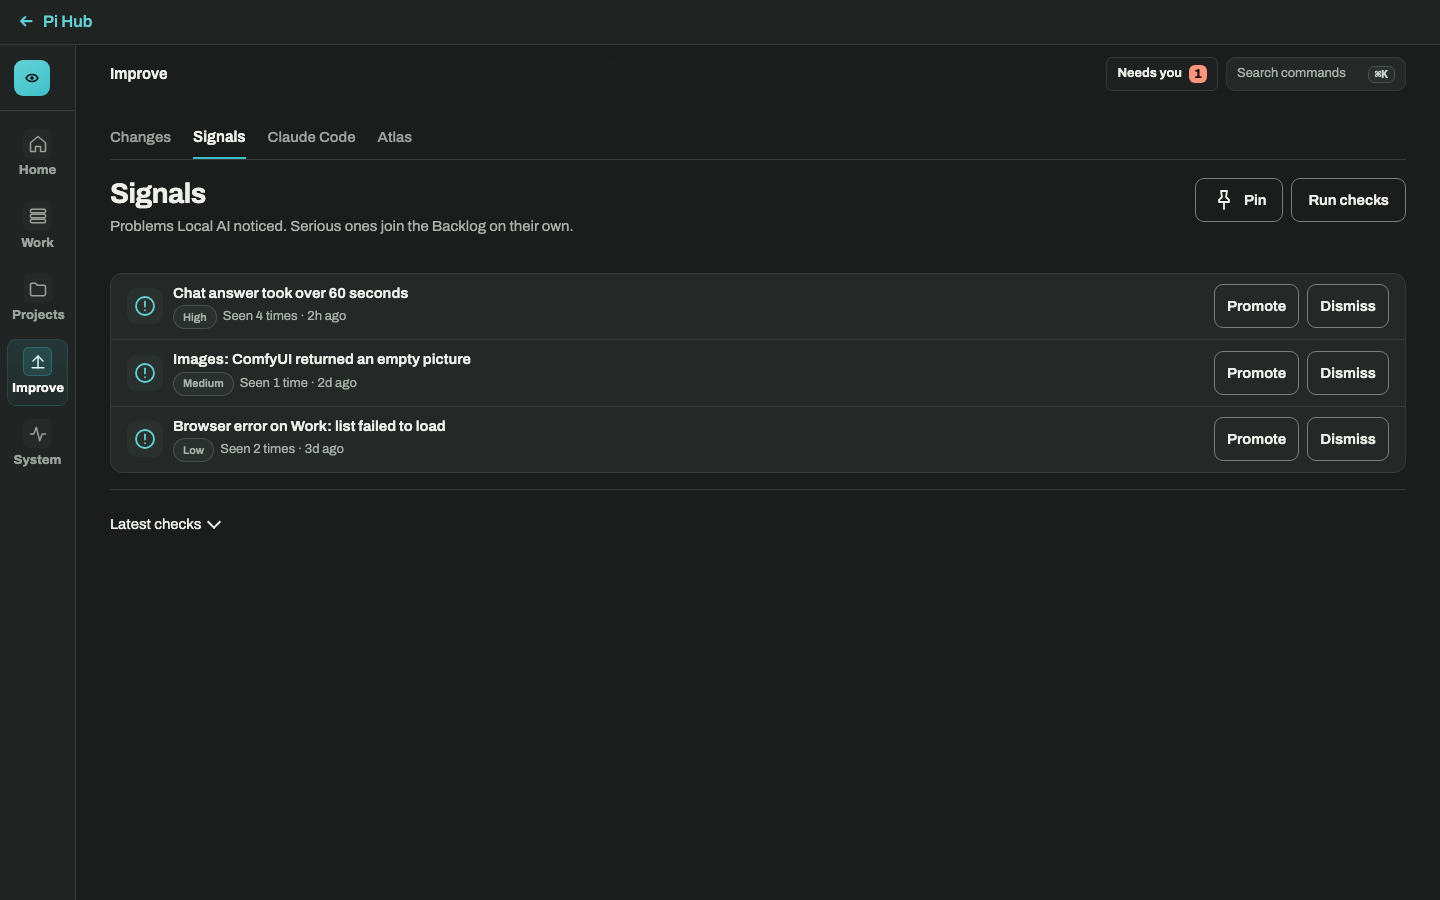 Pi Hub
Improve
Needs you 1
Search commands ⌘K
Home
Work
Projects
Improve
System
Changes Signals Claude Code Atlas
Signals
Problems Local AI noticed. Serious ones join the Backlog on their own.
Pin
Run checks
Chat answer took over 60 seconds
High Seen 4 times · 2h ago
Promote Dismiss
Images: ComfyUI returned an empty picture
Medium Seen 1 time · 2d ago
Promote Dismiss
Browser error on Work: list failed to load
Low Seen 2 times · 3d ago
Promote Dismiss
Latest checks